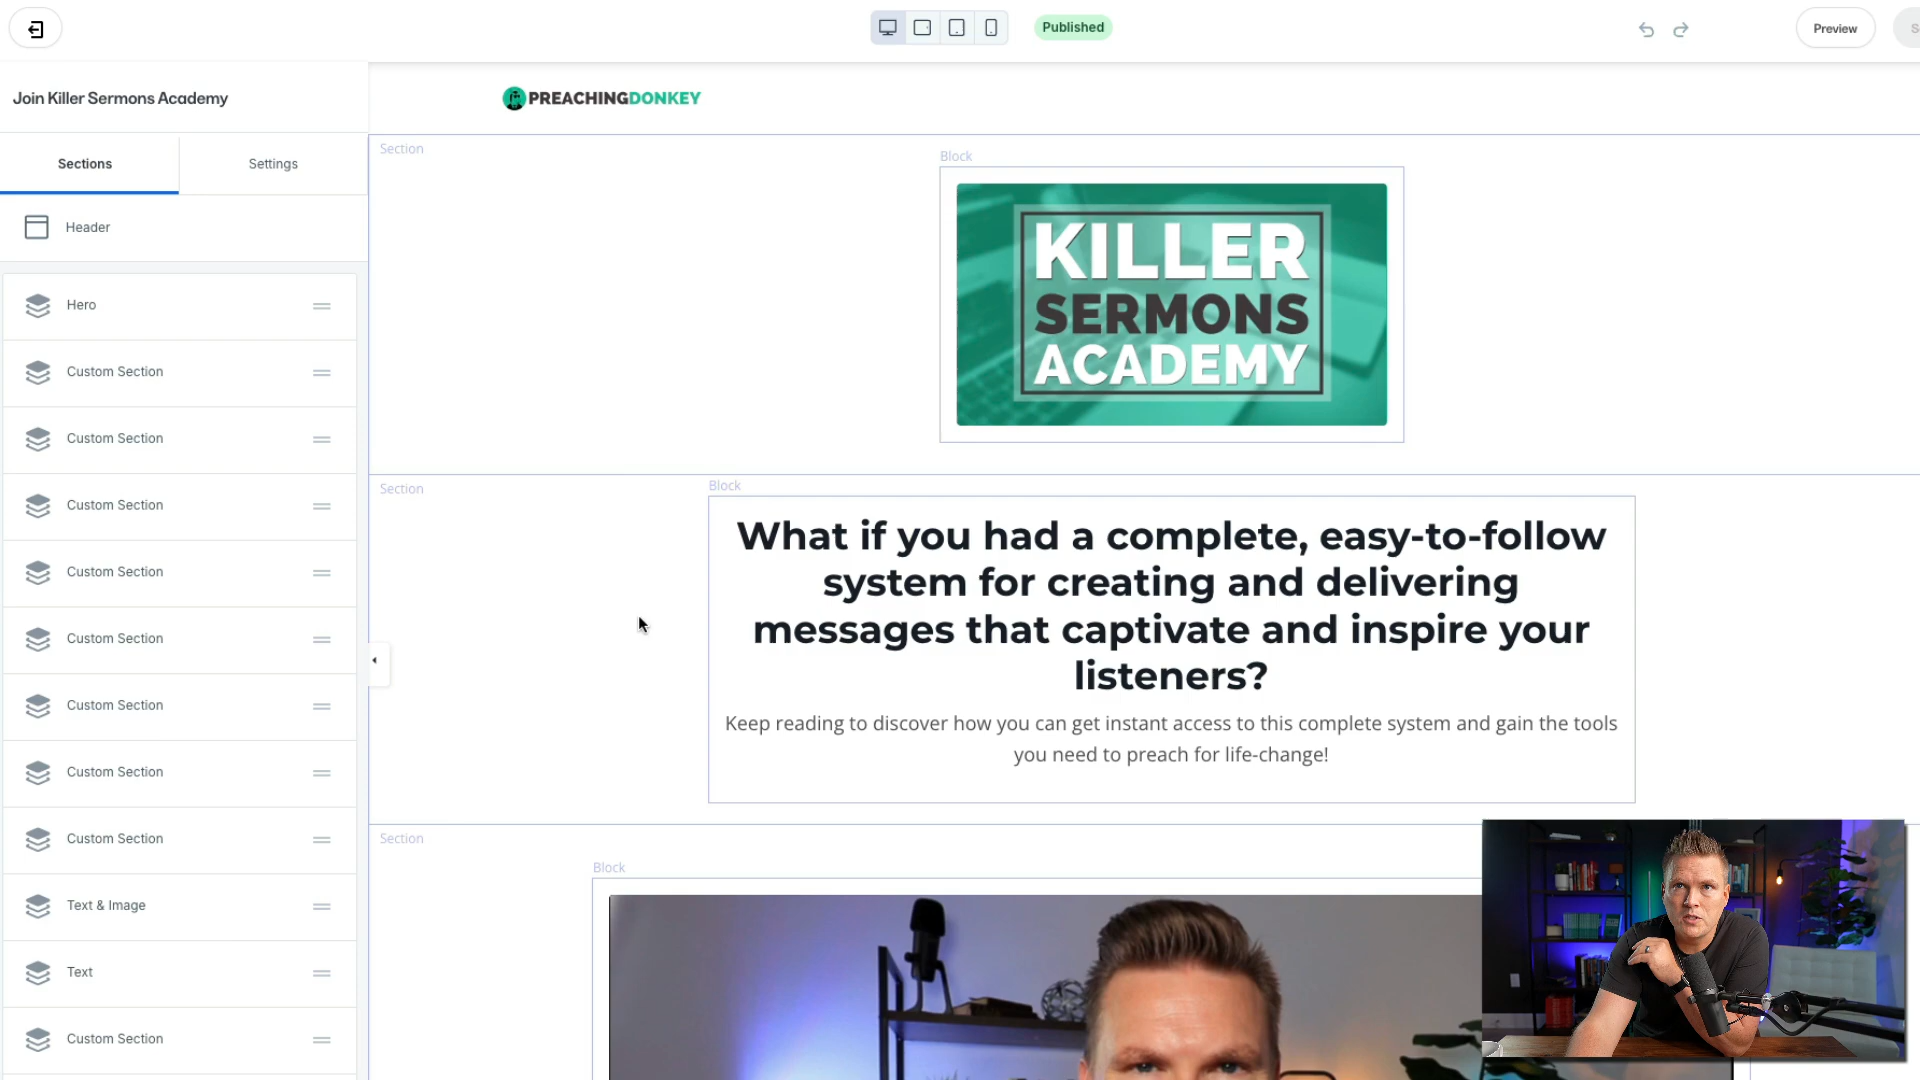 Published
Preview
S
Join Killer Sermons Academy
PREACHINGDONKEY
Sections
Settings
Header
Hero
Custom Section
Custom Section
Custom Section
Custom Section
Custom Section
Custom Section
Custom Section
Custom Section
Text & Image
Text
Custom Section
Section
Block
KILLER
SERMONS
ACADEMY
Section
Block
What if you had a complete, easy-to-follow
system for creating and delivering
messages that captivate and inspire your
listeners?
Keep reading to discover how you can get instant access to this complete system and gain the tools
you need to preach for life-change!
Section
Block